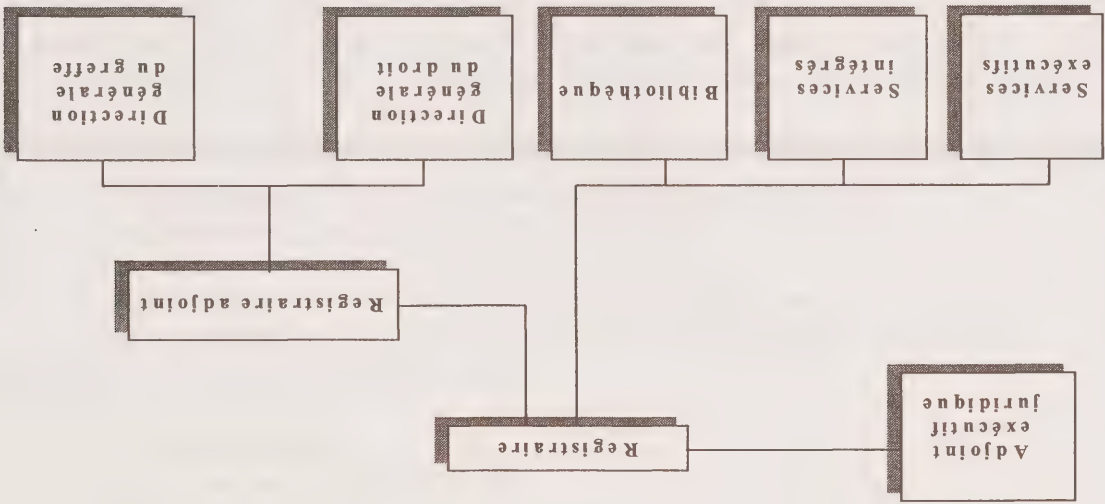 Adjoint
exécutif
juridique
Registraire
Registraire adjoint
Services
exécutifs
Services
intégrés
Bibliothèque
Direction
générale
du droit
Direction
générale
du greffe